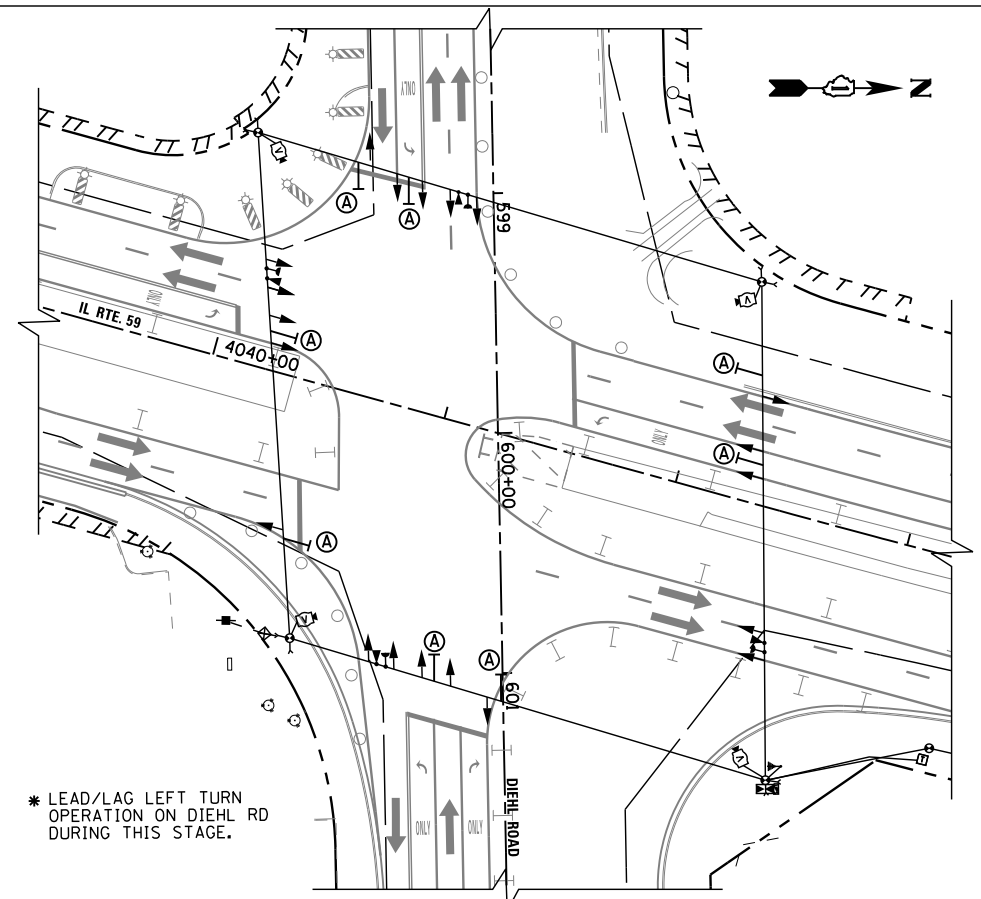 ONLY
N
V
A
A
599
V
ONLY
IL RTE. 59
A
4040+00
A
ONLY
A
600+00
A
V
A
A
601
V
T
ONLY
ONLY
DIEHL ROAD
* LEAD/LAG LEFT TURN
OPERATION ON DIEHL RD
DURING THIS STAGE.